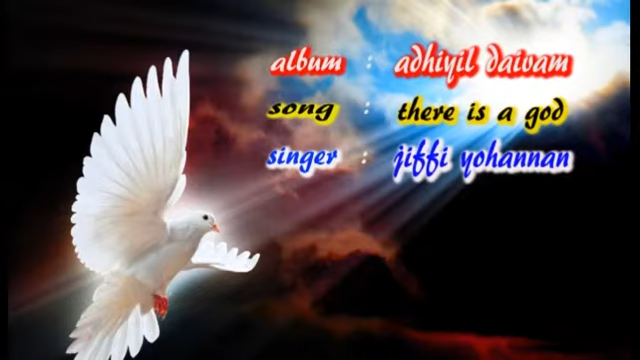 album : adhiyil daivam
song : there is a god
singer : jiffi yohannan